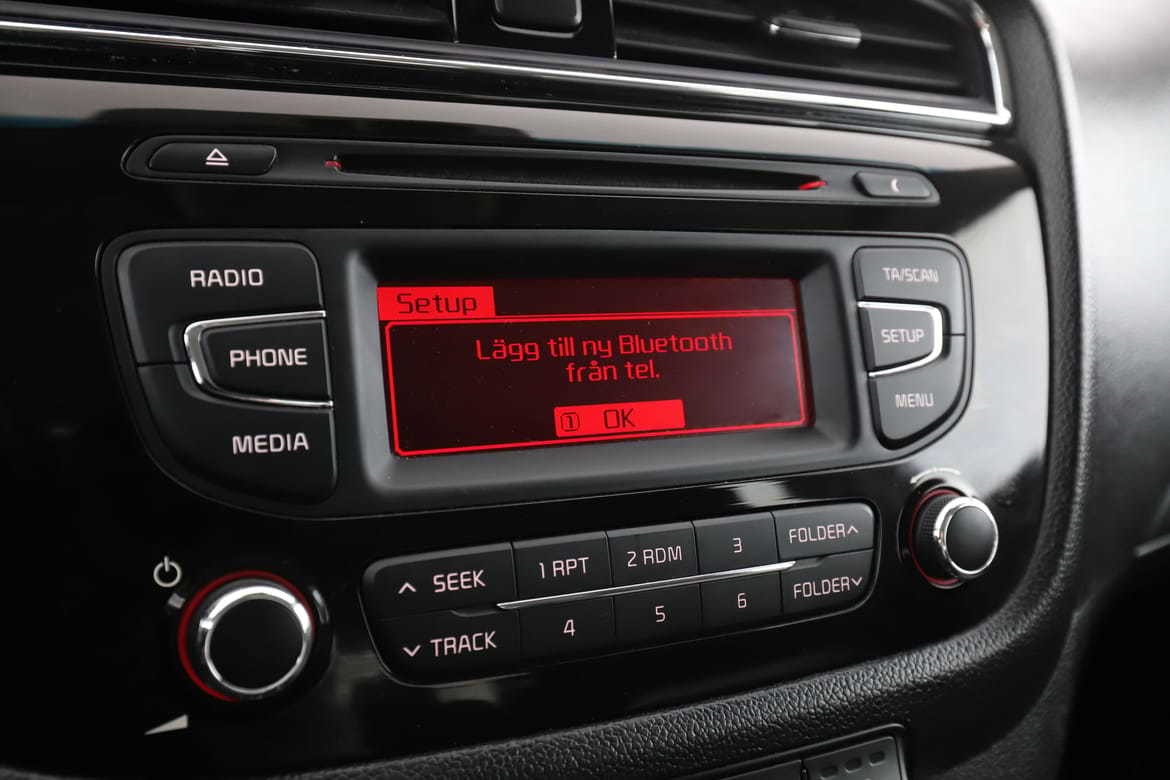 RADIO
PHONE
MEDIA
Setup
Lägg till ny Bluetooth
från tel.
1 OK
TA/SCAN
SETUP
MENU
SEEK
1 RPT
2 RDM
3
FOLDER
TRACK
4
5
6
FOLDER